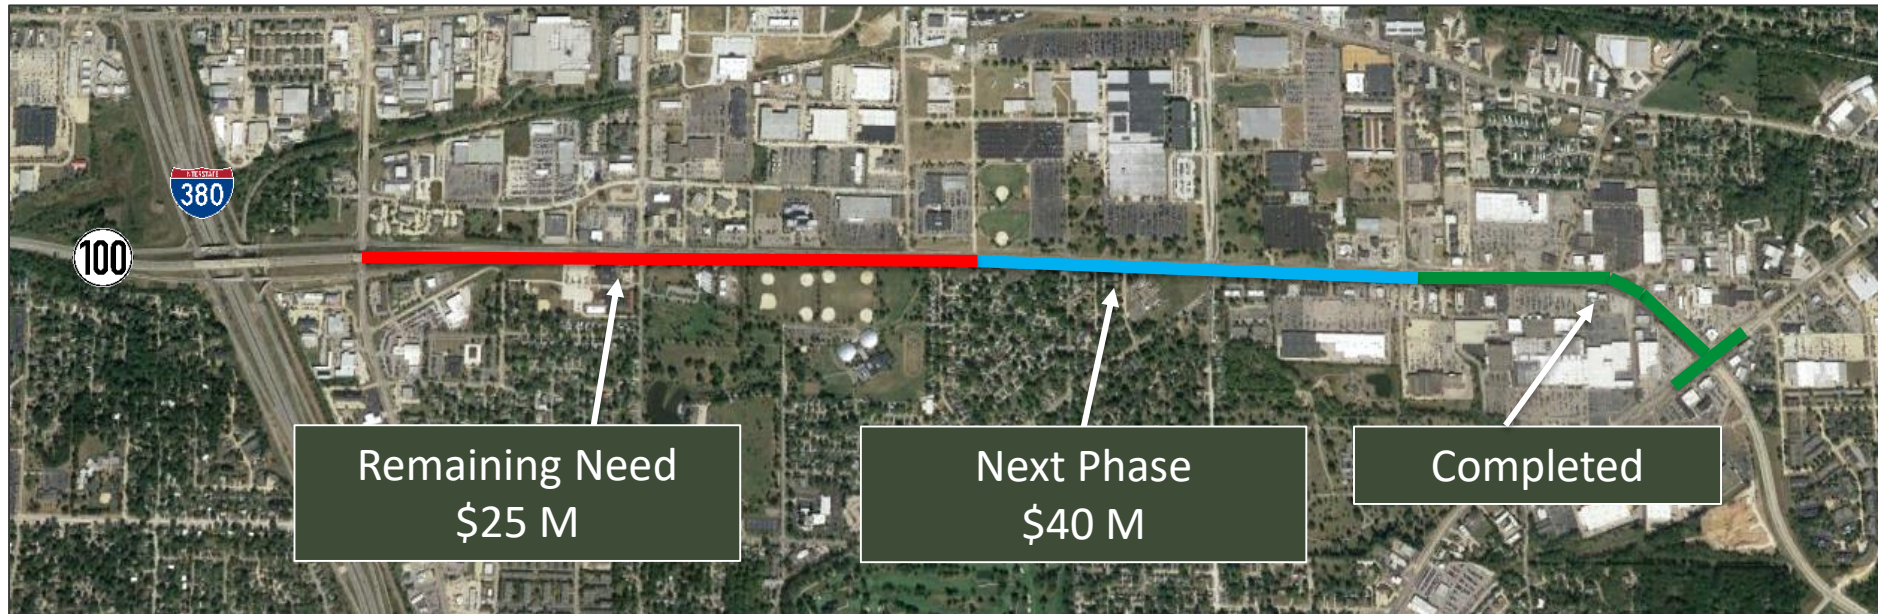 INTERSTATE
380
100
Remaining Need
$25 M
Next Phase
$40 M
Completed